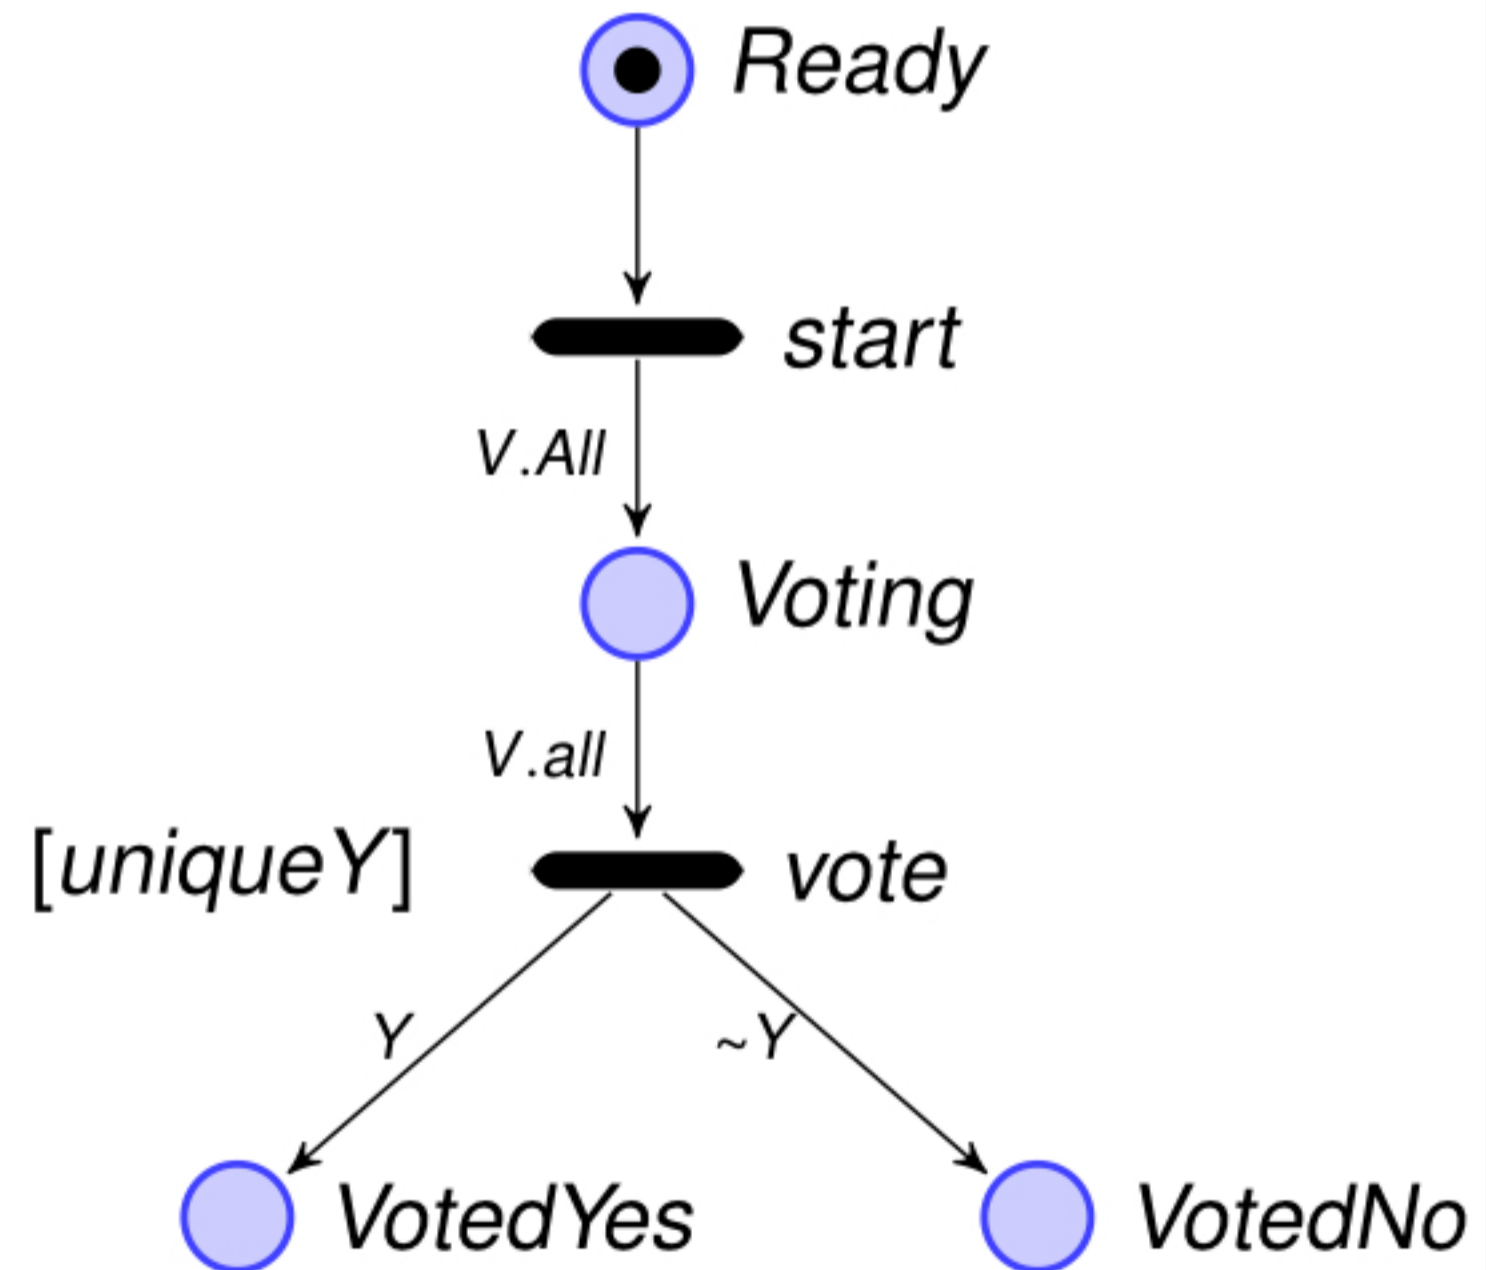 Ready
start
V.All
Voting
V.all
[uniqueY]
vote
Y
~Y
VotedYes
VotedNo